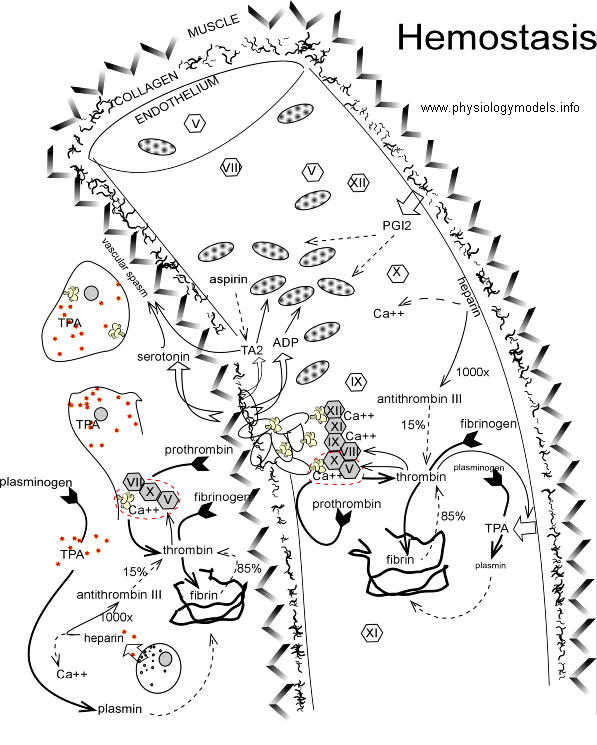 Hemostasis
MUSCLE
COLLAGEN
ENDOTHELIUM
www.physiologymodels.info
V
VII
V
XII
PGI2
vascular spasm
aspirin
X
heparin
Ca++
TPA
TA2
ADP
serotonin
1000x
IX
antithrombin III
XII
Ca++
XI
15%
fibrinogen
TPA
Ca++
IX
VIII
prothrombin
X
V
plasminogen
thrombin
Ca++
plasminogen
VII
X
V
fibrinogen
Ca++
prothrombin
85%
TPA
TPA
thrombin
fibrin
plasmin
15%
85%
antithrombin III
fibrin
1000x
heparin
XI
Ca++
plasmin